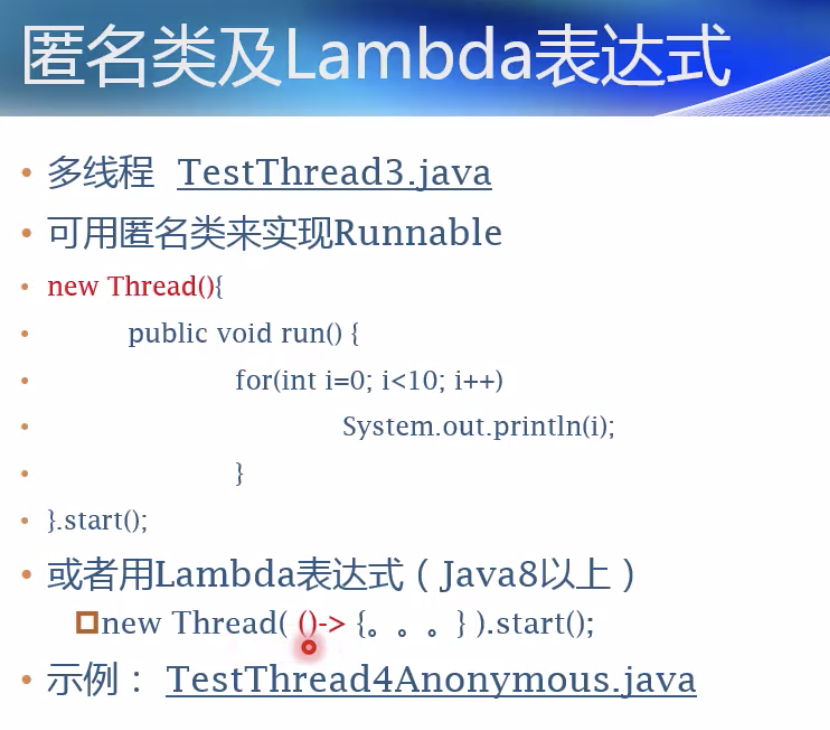 匿名类及Lambda表达式
• 多线程 TestThread3.java
• 可用匿名类来实现Runnable
• new Thread(){
• public void run() {
• for(int i=0; i<10; i++)
• System.out.println(i);
• }
• }.start();
• 或者用Lambda表达式（Java8以上）
new Thread( ()-> {。。。} ).start();
• 示例： TestThread4Anonymous.java